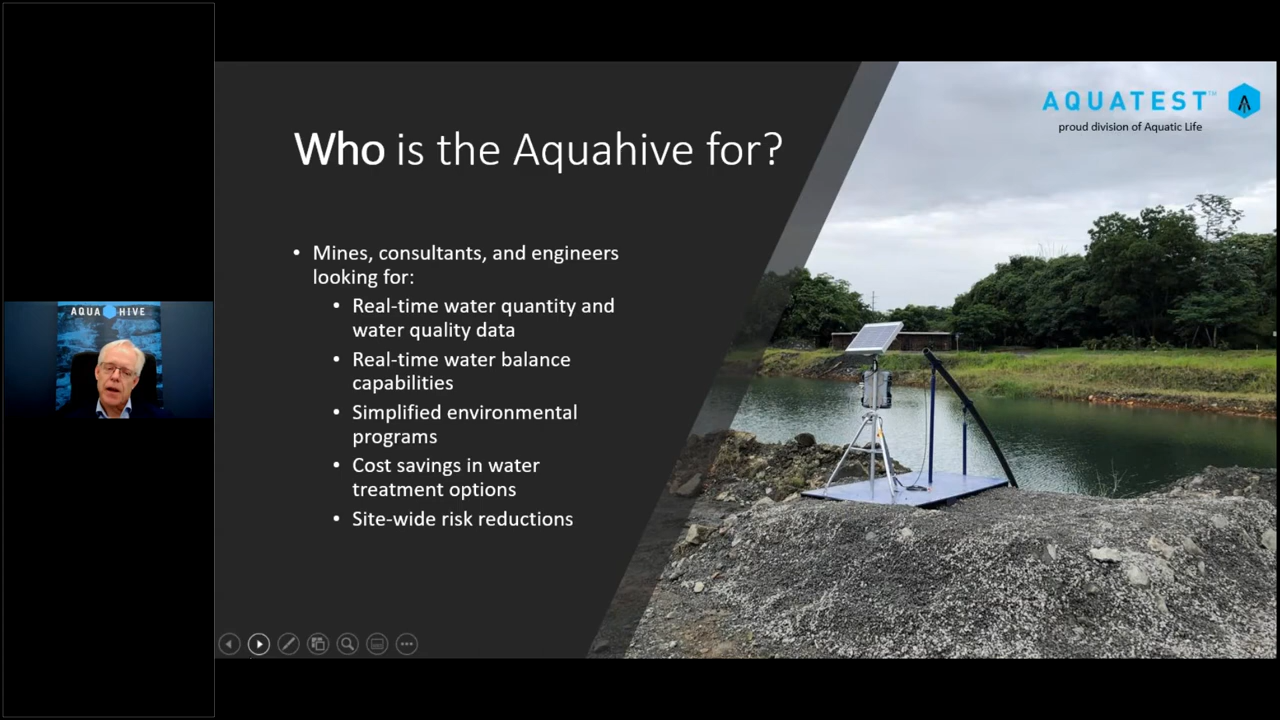 AQUA HIVE
AQUATEST™
proud division of Aquatic Life
Who is the Aquahive for?
• Mines, consultants, and engineers
looking for:
• Real-time water quantity and
water quality data
• Real-time water balance
capabilities
• Simplified environmental
programs
• Cost savings in water
treatment options
• Site-wide risk reductions